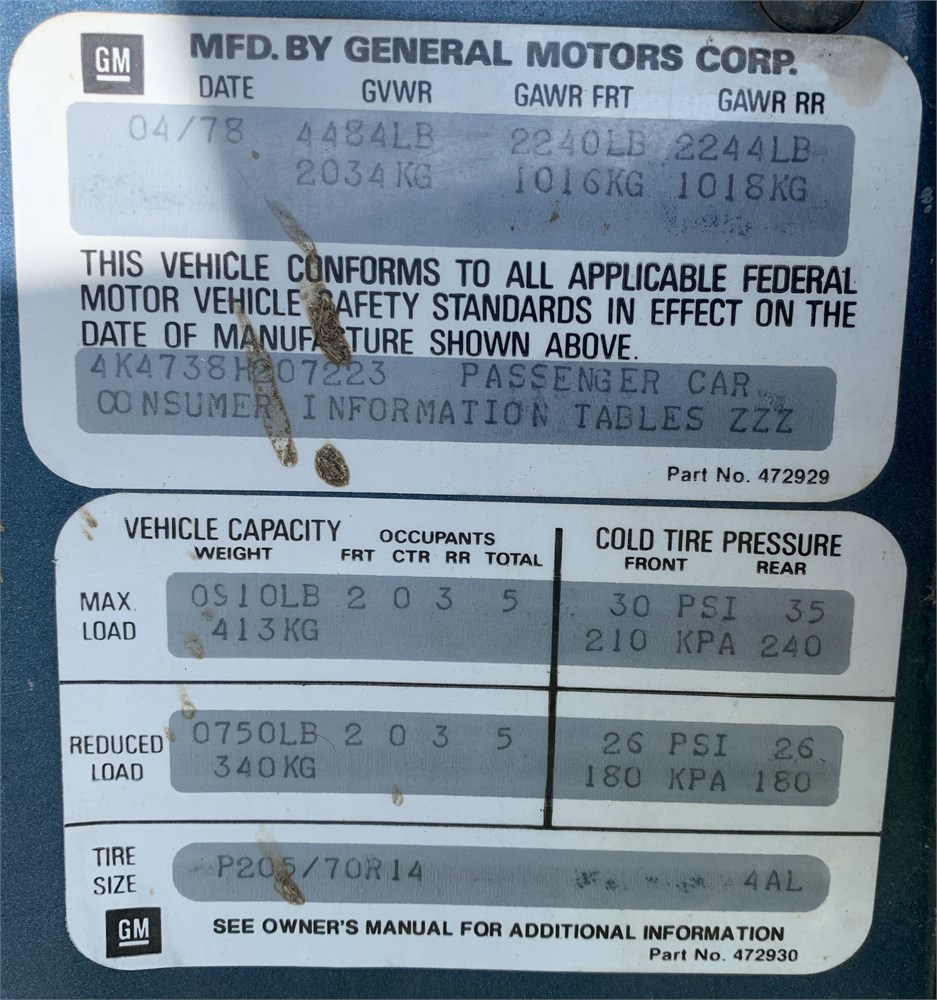 GM MFD. BY GENERAL MOTORS CORP.
DATE GVWR GAWR FRT GAWR RR
04/78 4484LB 2240LB 2244LB
2034KG 1016KG 1018KG
THIS VEHICLE CONFORMS TO ALL APPLICABLE FEDERAL
MOTOR VEHICLE SAFETY STANDARDS IN EFFECT ON THE
DATE OF MANUFACTURE SHOWN ABOVE.
4K4738H207223 PASSENGER CAR
CONSUMER INFORMATION TABLES ZZZ
Part No. 472929
VEHICLE CAPACITY OCCUPANTS COLD TIRE PRESSURE
WEIGHT FRT CTR RR TOTAL FRONT REAR
MAX. 0910LB 2 0 3 5 30 PSI 35
LOAD 413KG 210 KPA 240
REDUCED 0750LB 2 0 3 5 26 PSI 26
LOAD 340KG 180 KPA 180
TIRE P205/70R14 4AL
SIZE
GM SEE OWNER'S MANUAL FOR ADDITIONAL INFORMATION
Part No. 472930